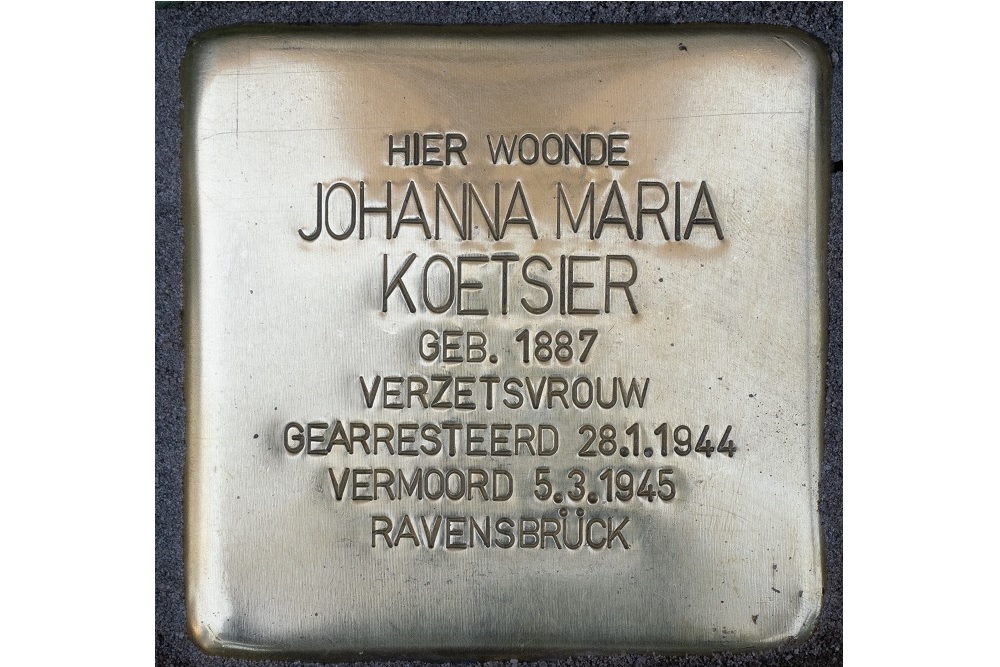 HIER WOONDE
JOHANNA MARIA
KOETSIER
GEB. 1887
VERZETSVROUW
GEARRESTEERD 28.1.1944
VERMOORD 5.3.1945
RAVENSBRÜCK